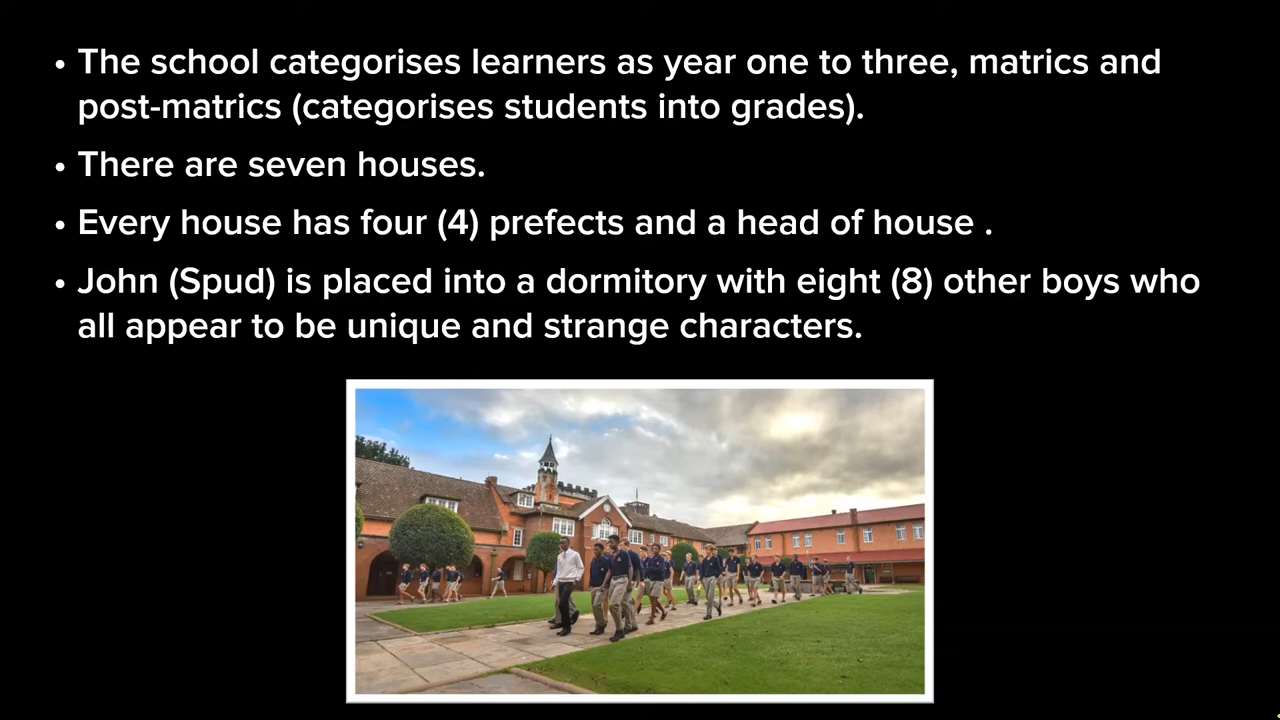 • The school categorises learners as year one to three, matrics and
post-matrics (categorises students into grades).
• There are seven houses.
• Every house has four (4) prefects and a head of house .
• John (Spud) is placed into a dormitory with eight (8) other boys who
all appear to be unique and strange characters.